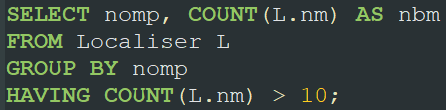 SELECT nomp, COUNT(L.nm) AS nbm
FROM Localiser L
GROUP BY nomp
HAVING COUNT(L.nm) > 10;